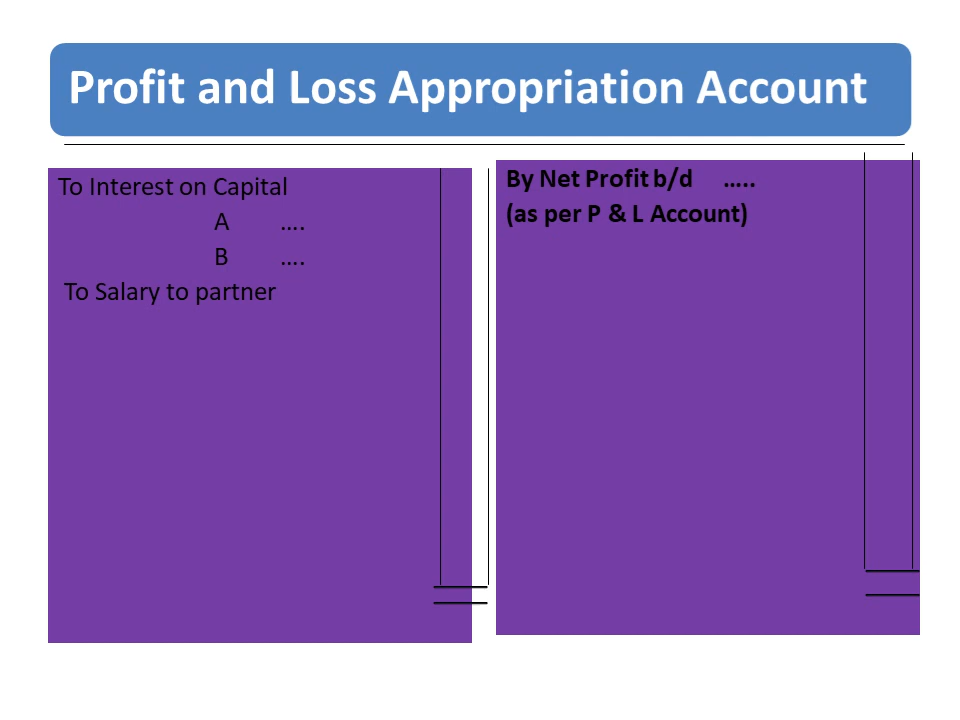 Profit and Loss Appropriation Account
To Interest on Capital
A ....
B ....
To Salary to partner
By Net Profit b/d .....
(as per P & L Account)